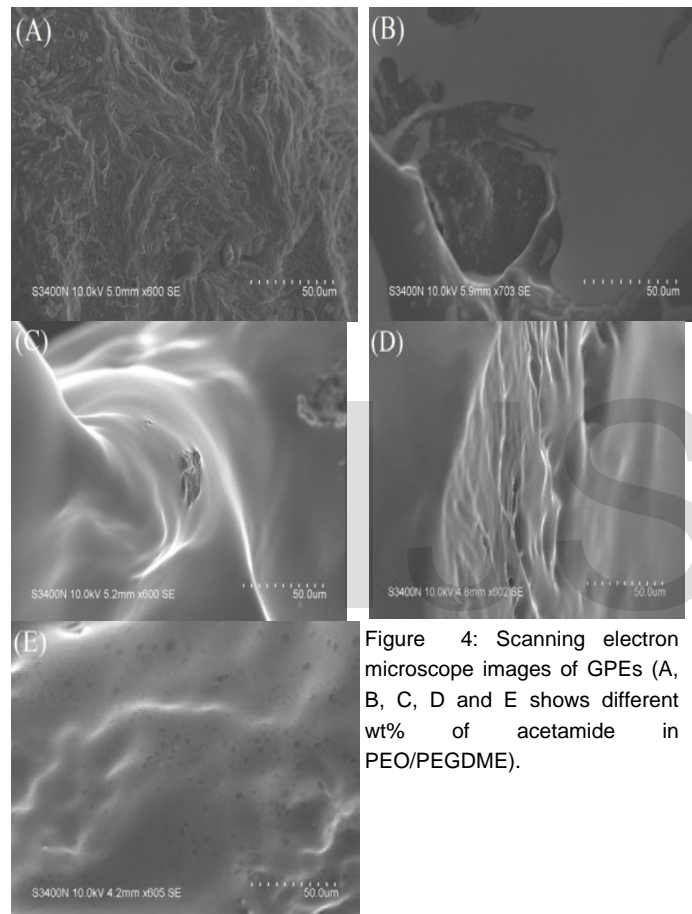 (A)
S3400N 10.0kV 5.0mm x600 SE
50.0um
(B)
S3400N 10.0kV 5.9mm x703 SE
50.0um
(C)
S3400N 10.0kV 5.2mm x600 SE
50.0um
(D)
S3400N 10.0kV 4.8mm x602 SE
50.0um
(E)
S3400N 10.0kV 4.2mm x605 SE
50.0um
Figure 4: Scanning electron
microscope images of GPEs (A,
B, C, D and E shows different
wt% of acetamide in
PEO/PEGDME).
IJS